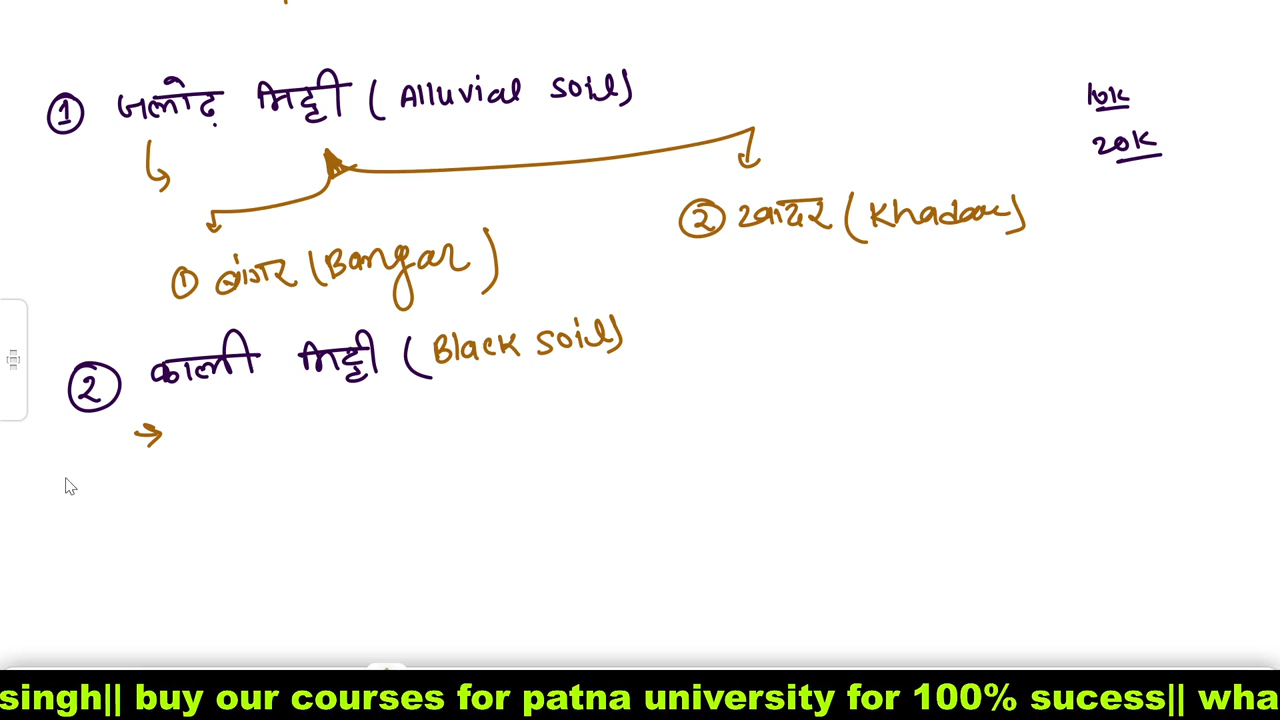 ① जलोढ़ मिट्टी (Alluvial soil)
10K
20K
② खादर (Khadar)
① बांगर (Bangar)
② काली मिट्टी (Black soil)
→
singh|| buy our courses for patna university for 100% sucess|| wha